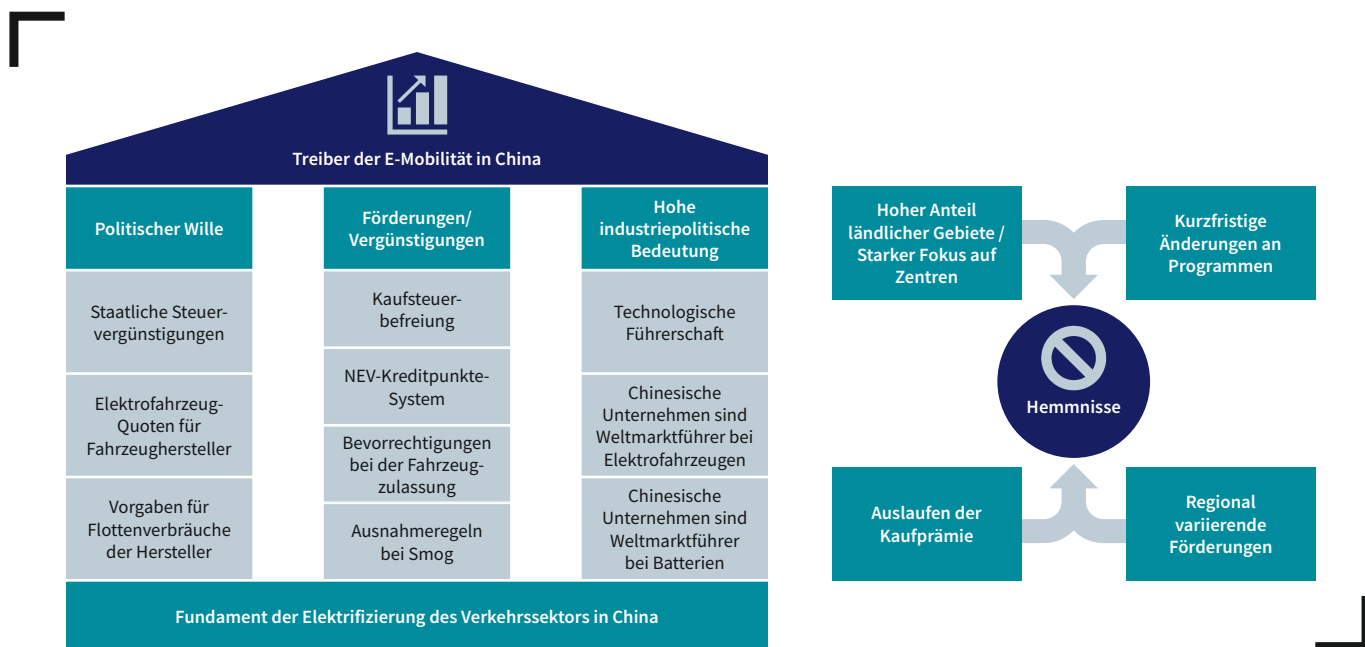 Treiber der E-Mobilität in China
Politischer Wille
Staatliche Steuer-
vergünstigungen
Elektrofahrzeug-
Quoten für
Fahrzeughersteller
Vorgaben für
Flottenverbräuche
der Hersteller
Förderungen/
Vergünstigungen
Kaufsteuer-
befreiung
NEV-Kreditpunkte-
System
Bevorrechtigungen
bei der Fahrzeug-
zulassung
Ausnahmeregeln
bei Smog
Hohe
industriepolitische
Bedeutung
Technologische
Führerschaft
Chinesische
Unternehmen sind
Weltmarktführer bei
Elektrofahrzeugen
Chinesische
Unternehmen sind
Weltmarktführer
bei Batterien
Fundament der Elektrifizierung des Verkehrssektors in China
Hoher Anteil
ländlicher Gebiete /
Starker Fokus auf
Zentren
Kurzfristige
Änderungen an
Programmen
Hemmnisse
Auslaufen der
Kaufprämie
Regional
variierende
Förderungen